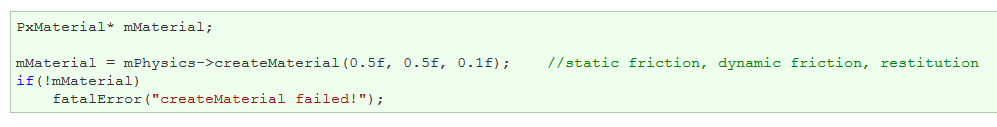 PxMaterial* mMaterial;
mMaterial = mPhysics->createMaterial(0.5f, 0.5f, 0.1f);    //static friction, dynamic friction, restitution
if(!mMaterial)
    fatalError("createMaterial failed!");